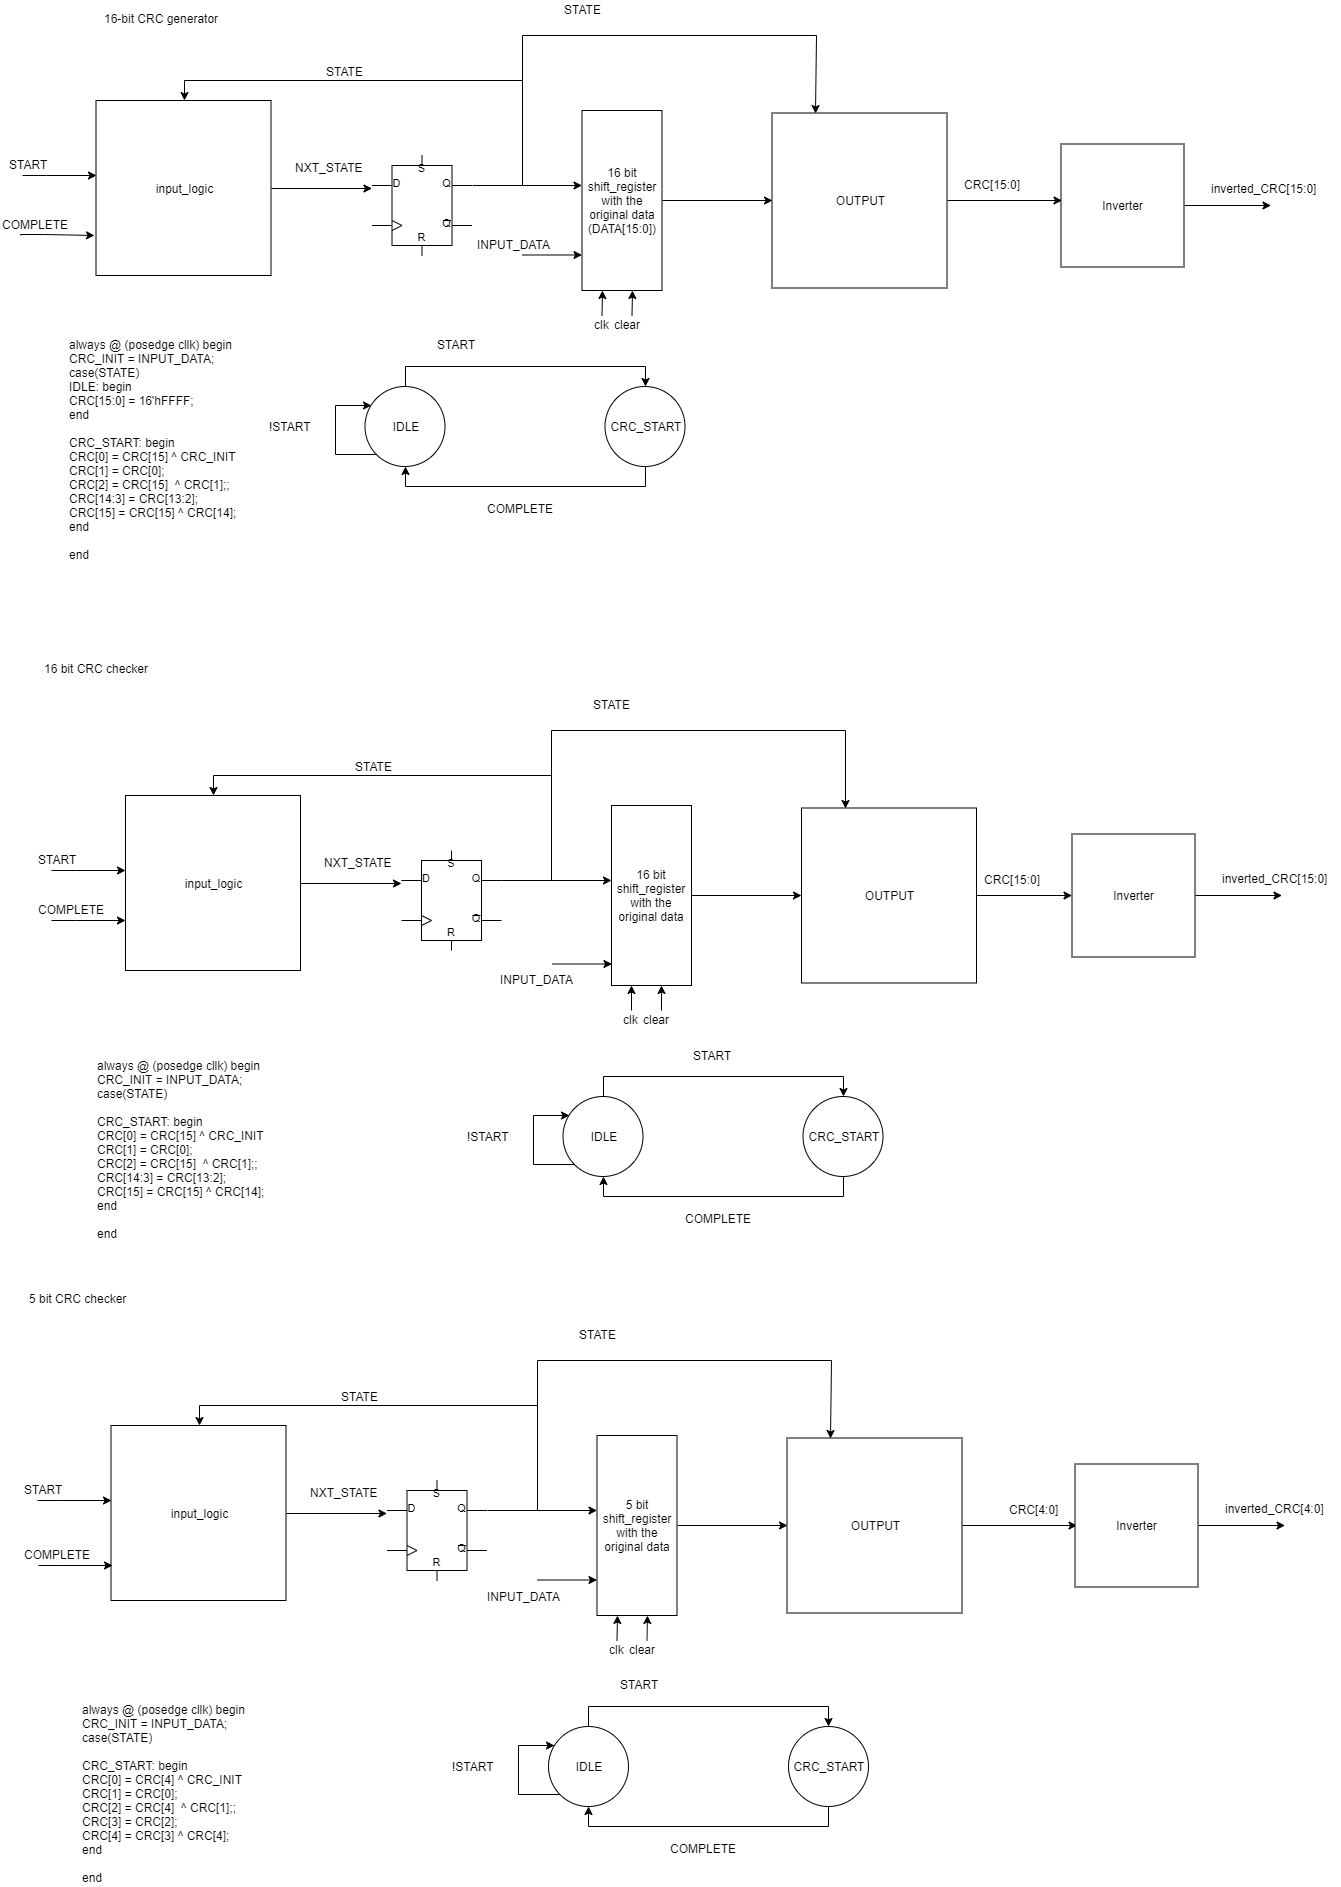 16-bit CRC generator
STATE
STATE
START
COMPLETE
input_logic
NXT_STATE
S
D
Q
Q
R
INPUT_DATA
16 bit
shift_register
with the
original data
(DATA[15:0])
clk
clear
OUTPUT
CRC[15:0]
Inverter
inverted_CRC[15:0]
always @ (posedge cllk) begin
CRC_INIT = INPUT_DATA;
case(STATE)
IDLE: begin
CRC[15:0] = 16'hFFFF;
end
CRC_START: begin
CRC[0] = CRC[15] ^ CRC_INIT
CRC[1] = CRC[0];
CRC[2] = CRC[15]  ^ CRC[1];;
CRC[14:3] = CRC[13:2];
CRC[15] = CRC[15] ^ CRC[14];
end
end
START
!START
IDLE
CRC_START
COMPLETE
16 bit CRC checker
STATE
STATE
START
COMPLETE
input_logic
NXT_STATE
S
D
Q
Q
R
INPUT_DATA
16 bit
shift_register
with the
original data
clk
clear
OUTPUT
CRC[15:0]
Inverter
inverted_CRC[15:0]
always @ (posedge cllk) begin
CRC_INIT = INPUT_DATA;
case(STATE)
CRC_START: begin
CRC[0] = CRC[15] ^ CRC_INIT
CRC[1] = CRC[0];
CRC[2] = CRC[15]  ^ CRC[1];;
CRC[14:3] = CRC[13:2];
CRC[15] = CRC[15] ^ CRC[14];
end
end
START
!START
IDLE
CRC_START
COMPLETE
5 bit CRC checker
STATE
STATE
START
COMPLETE
input_logic
NXT_STATE
S
D
Q
Q
R
INPUT_DATA
5 bit
shift_register
with the
original data
clk
clear
OUTPUT
CRC[4:0]
Inverter
inverted_CRC[4:0]
always @ (posedge cllk) begin
CRC_INIT = INPUT_DATA;
case(STATE)
CRC_START: begin
CRC[0] = CRC[4] ^ CRC_INIT
CRC[1] = CRC[0];
CRC[2] = CRC[4]  ^ CRC[1];;
CRC[3] = CRC[2];
CRC[4] = CRC[3] ^ CRC[4];
end
end
START
!START
IDLE
CRC_START
COMPLETE